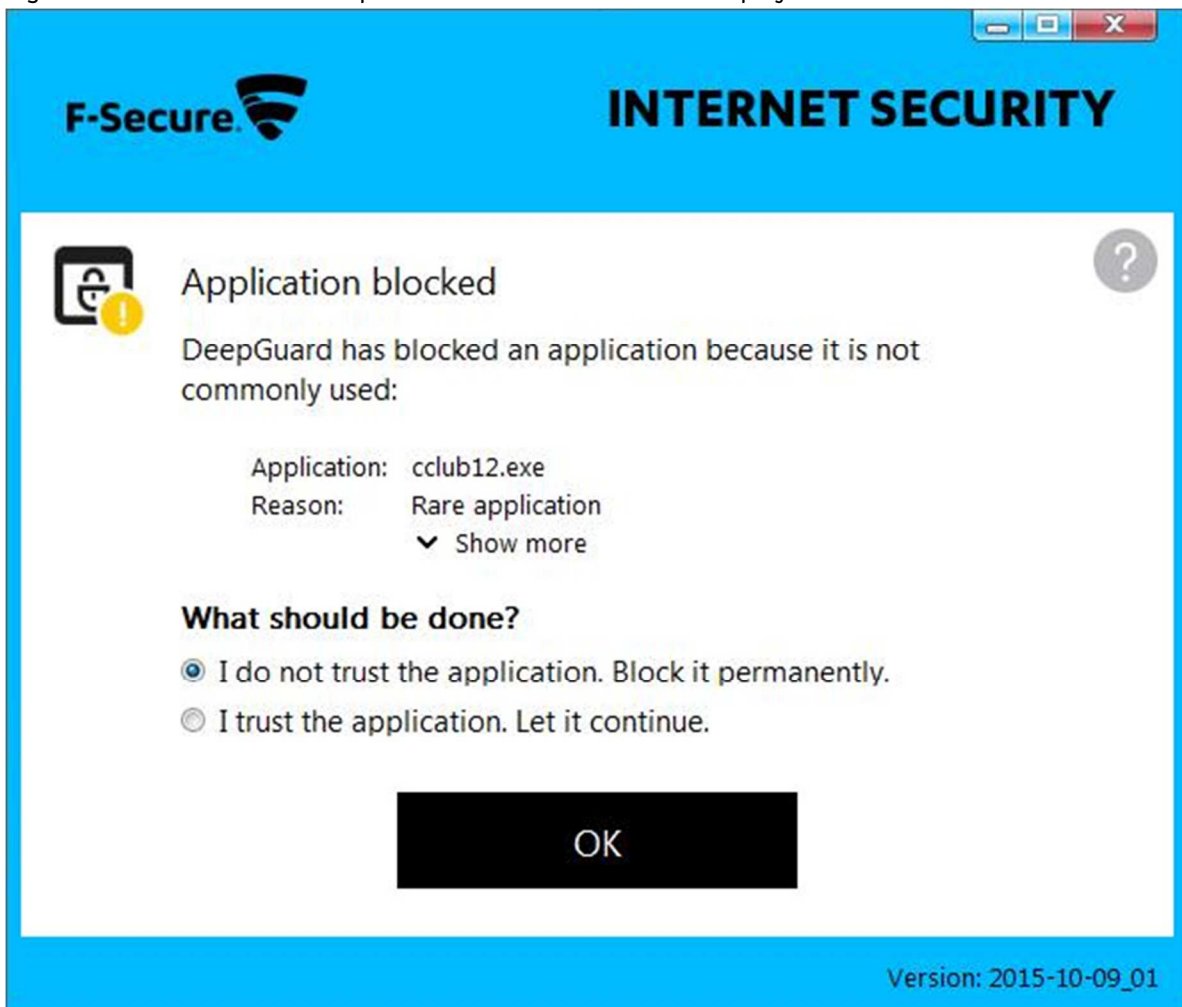 F-Secure.
INTERNET SECURITY
Application blocked
DeepGuard has blocked an application because it is not
commonly used:
Application: cclub12.exe
Reason: Rare application
Show more
What should be done?
I do not trust the application. Block it permanently.
I trust the application. Let it continue.
OK
Version: 2015-10-09_01